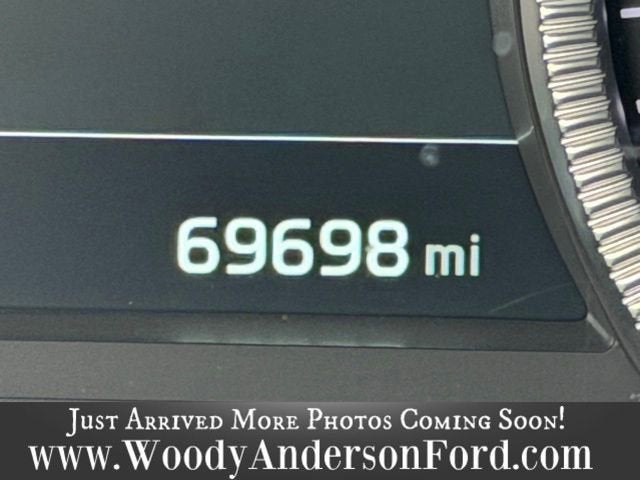 69698 mi
Just Arrived More Photos Coming Soon!
www.WoodyAndersonFord.com